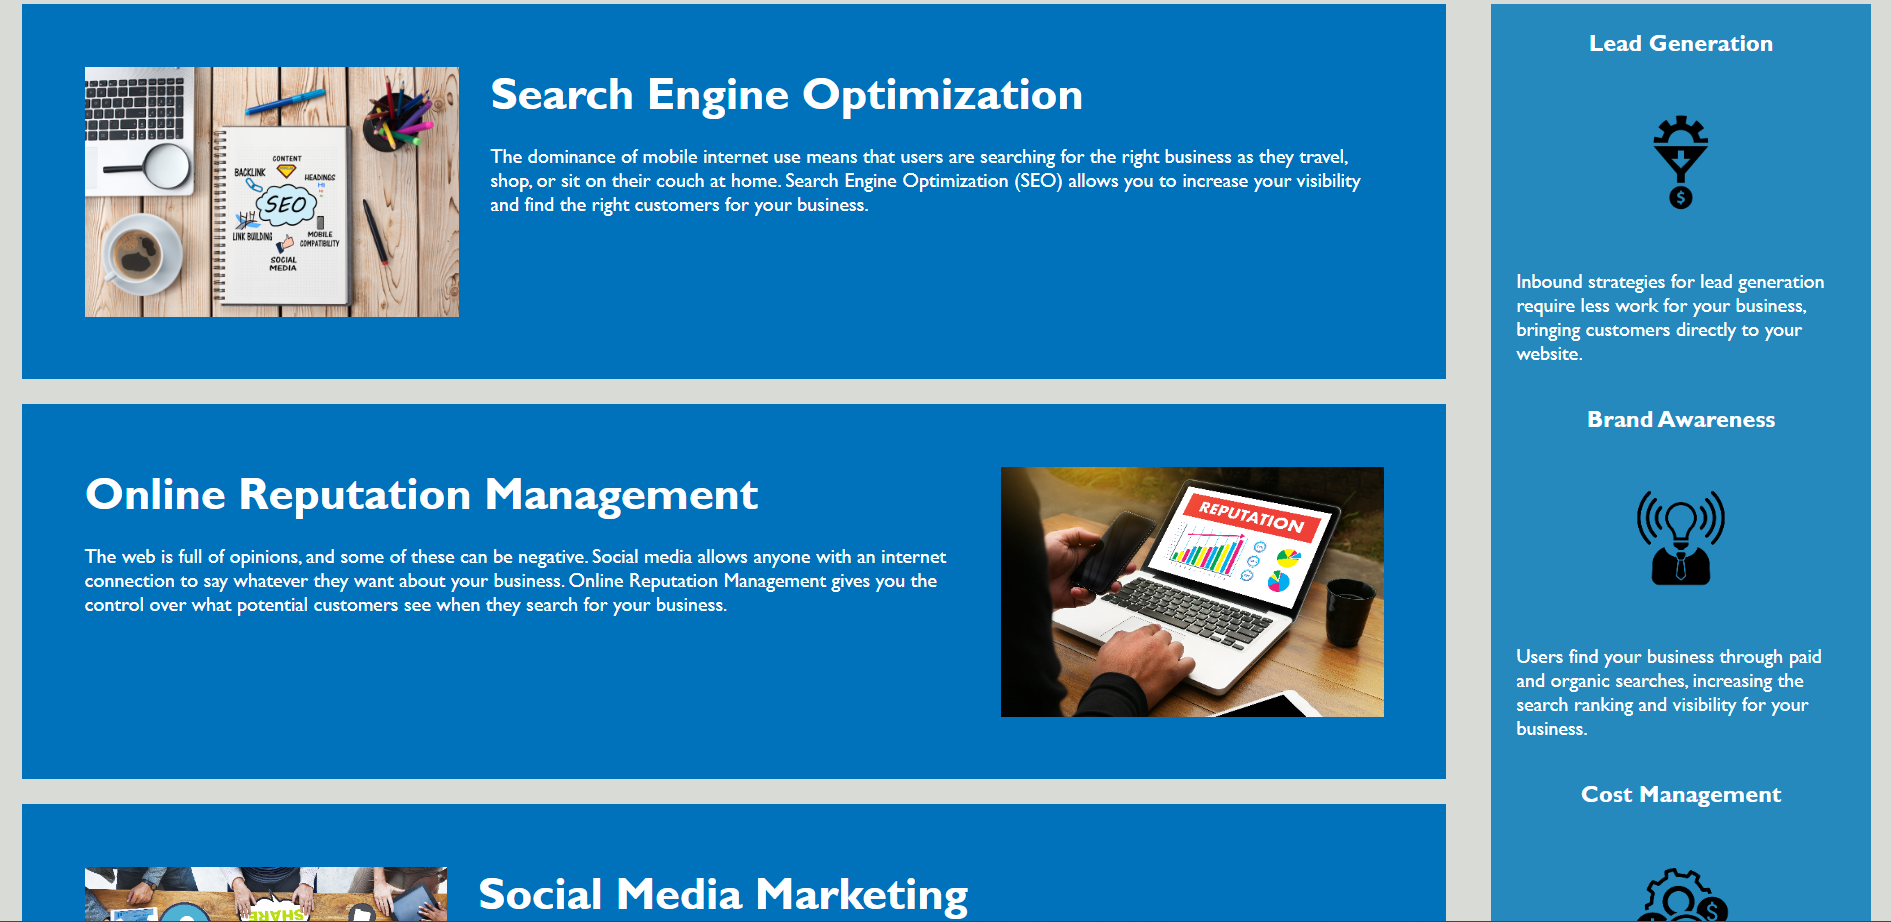 Search Engine Optimization
The dominance of mobile internet use means that users are searching for the right business as they travel,
shop, or sit on their couch at home. Search Engine Optimization (SEO) allows you to increase your visibility
and find the right customers for your business.
CONTENT
BACKLINK
HEADINGS
SEO
LINK BUILDING
MOBILE
COMPATIBILITY
SOCIAL
MEDIA
Online Reputation Management
The web is full of opinions, and some of these can be negative. Social media allows anyone with an internet
connection to say whatever they want about your business. Online Reputation Management gives you the
control over what potential customers see when they search for your business.
REPUTATION
Social Media Marketing
SHARE
Lead Generation
$
Inbound strategies for lead generation
require less work for your business,
bringing customers directly to your
website.
Brand Awareness
Users find your business through paid
and organic searches, increasing the
search ranking and visibility for your
business.
Cost Management
$